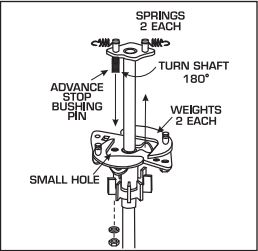 SPRINGS
2 EACH
TURN SHAFT
180°
ADVANCE
STOP
BUSHING
PIN
WEIGHTS
2 EACH
SMALL HOLE